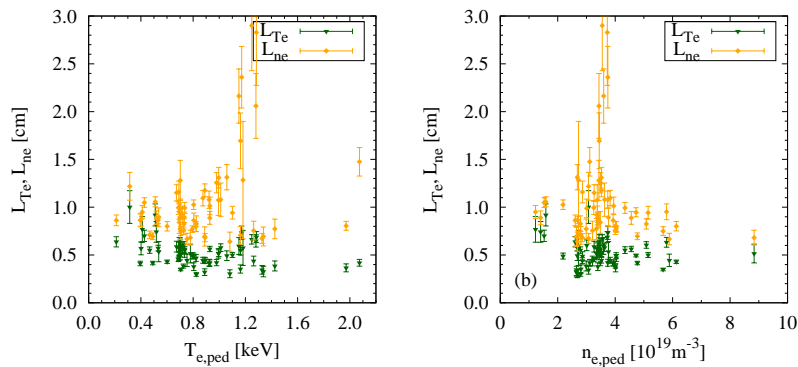 L_Te
L_ne
3.0
2.5
2.0
1.5
1.0
0.5
0.0
L_Te, L_ne [cm]
0.0 0.4 0.8 1.2 1.6 2.0
T_e,ped [keV]
L_Te
L_ne
3.0
2.5
2.0
1.5
1.0
0.5
0.0
L_Te, L_ne [cm]
(b)
0 2 4 6 8 10
n_e,ped [10^19 m^-3]